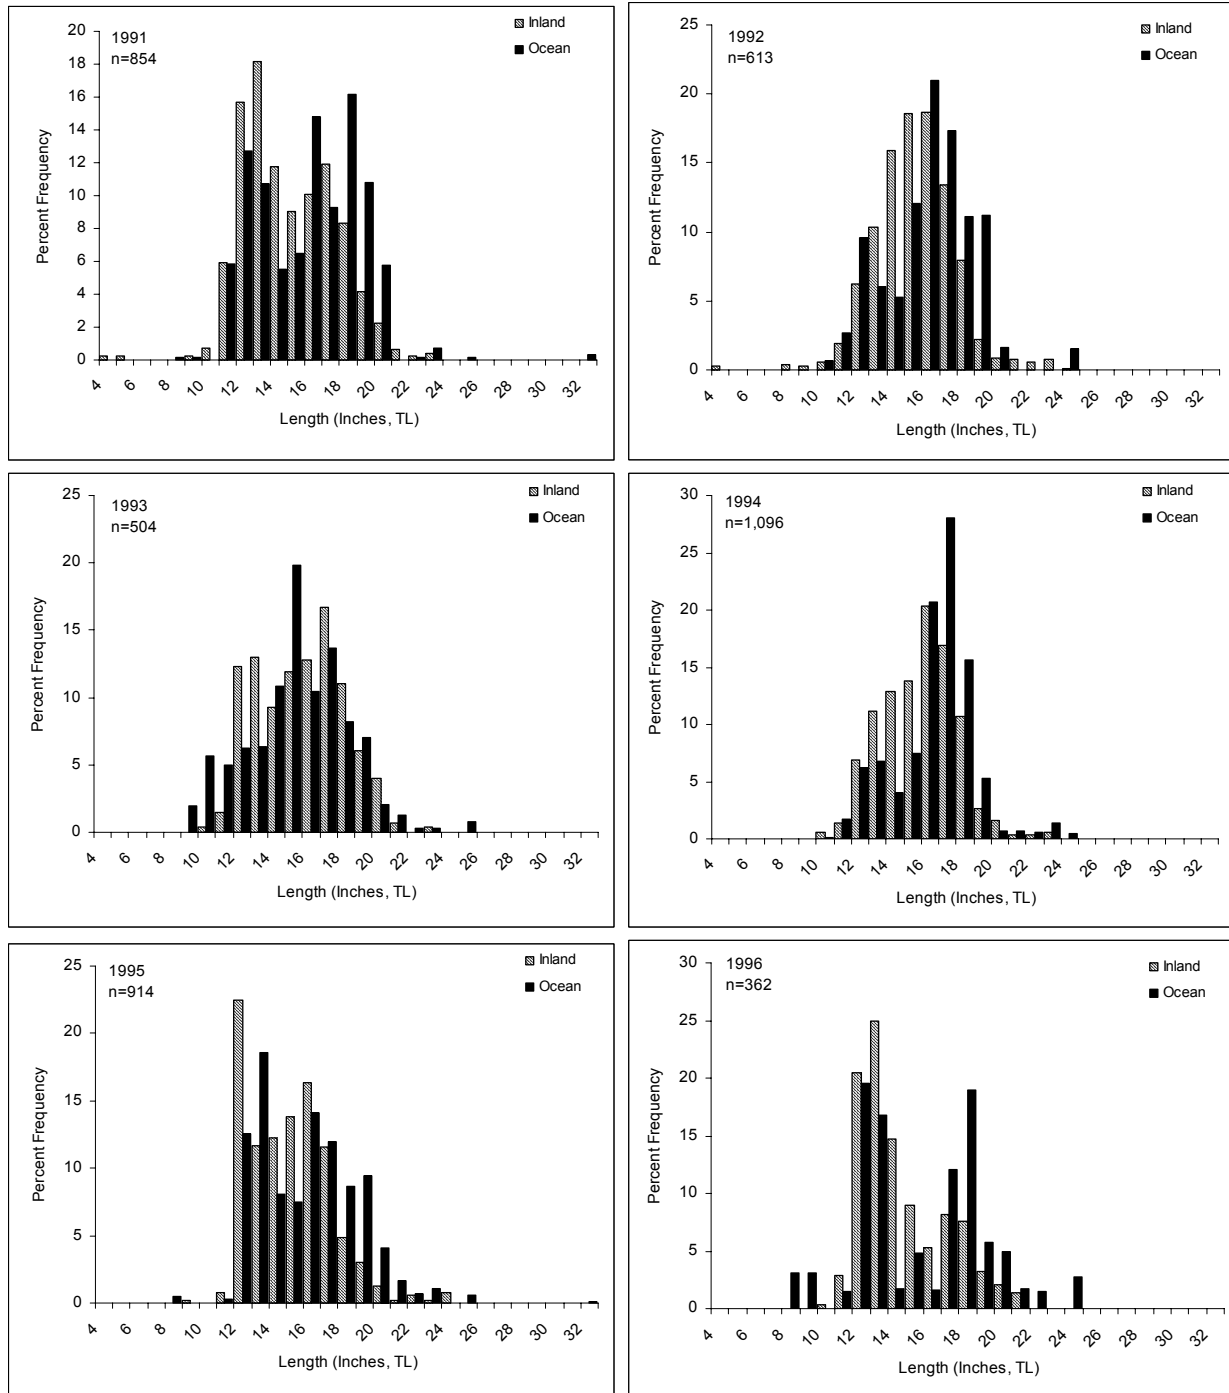 1991
n=854
Inland
Ocean
Percent Frequency
20
18
16
14
12
10
8
6
4
2
0
4 6 8 10 12 14 16 18 20 22 24 26 28 30 32
Length (Inches, TL)
1992
n=613
Inland
Ocean
Percent Frequency
25
20
15
10
5
0
4 6 8 10 12 14 16 18 20 22 24 26 28 30 32
Length (Inches, TL)
1993
n=504
Inland
Ocean
Percent Frequency
25
20
15
10
5
0
4 6 8 10 12 14 16 18 20 22 24 26 28 30 32
Length (Inches, TL)
1994
n=1,096
Inland
Ocean
Percent Frequency
30
25
20
15
10
5
0
4 6 8 10 12 14 16 18 20 22 24 26 28 30 32
Length (Inches, TL)
1995
n=914
Inland
Ocean
Percent Frequency
25
20
15
10
5
0
4 6 8 10 12 14 16 18 20 22 24 26 28 30 32
Length (Inches, TL)
1996
n=362
Inland
Ocean
Percent Frequency
30
25
20
15
10
5
0
4 6 8 10 12 14 16 18 20 22 24 26 28 30 32
Length (Inches, TL)